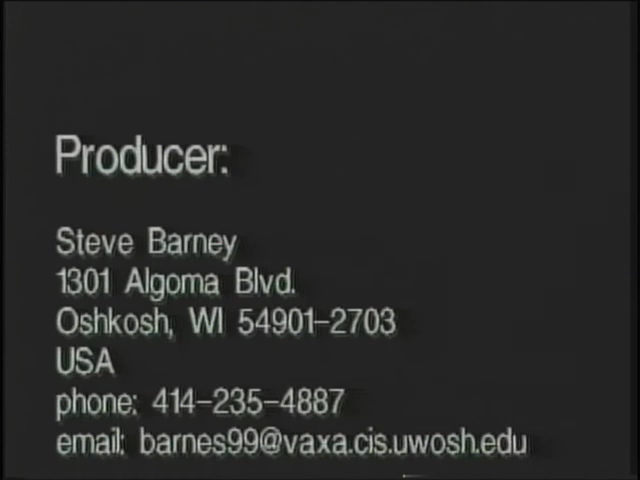 Producer:
Steve Barney
1301 Algoma Blvd.
Oshkosh, WI 54901-2703
USA
phone: 414-235-4887
email: barnes99@vaxa.cis.uwosh.edu